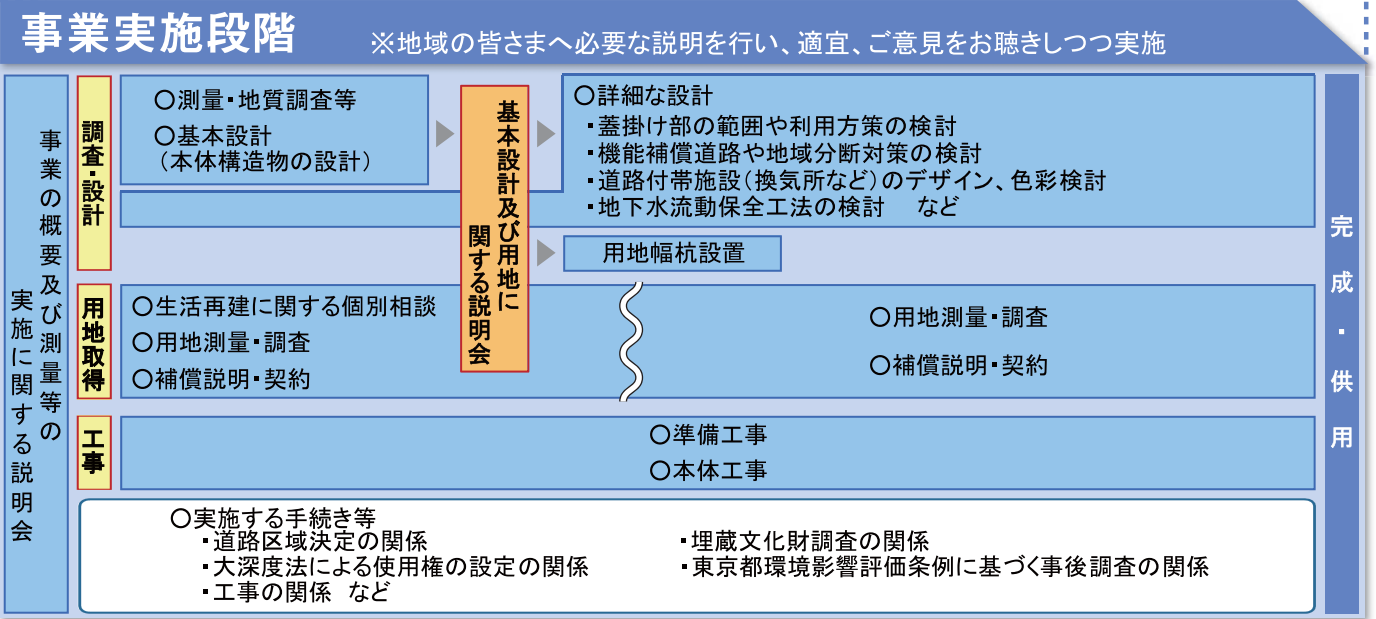 事業実施段階
※地域の皆さまへ必要な説明を行い、適宜、ご意見をお聴きしつつ実施
事業の概要及び測量等の
実施に関する説明会
調査・設計
○測量・地質調査等
○基本設計
（本体構造物の設計）
基本設計及び用地に
関する説明会
○詳細な設計
・蓋掛け部の範囲や利用方策の検討
・機能補償道路や地域分断対策の検討
・道路付帯施設（換気所など）のデザイン、色彩検討
・地下水流動保全工法の検討　など
用地幅杭設置
用地取得
○生活再建に関する個別相談
○用地測量・調査
○補償説明・契約
○用地測量・調査
○補償説明・契約
工事
○準備工事
○本体工事
○実施する手続き等
・道路区域決定の関係
・大深度法による使用権の設定の関係
・工事の関係　など
・埋蔵文化財調査の関係
・東京都環境影響評価条例に基づく事後調査の関係
完成・供用